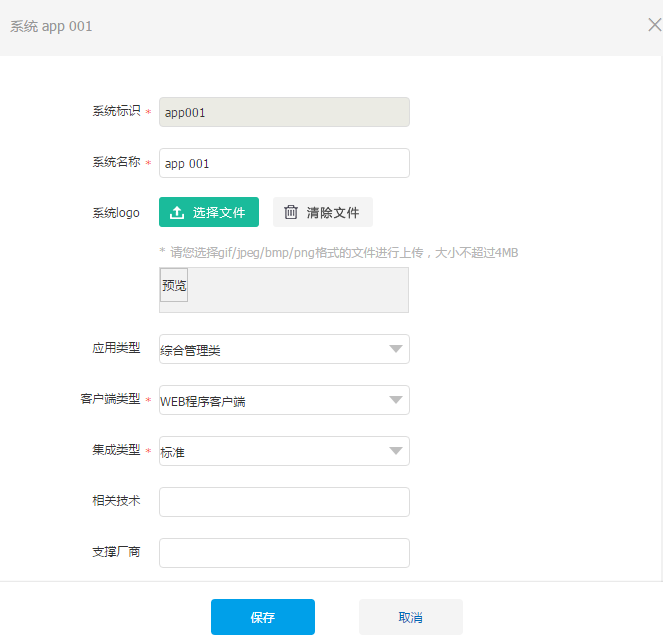 系统 app 001
系统标识 * app001
系统名称 * app 001
系统logo 选择文件 清除文件
* 请您选择gif/jpeg/bmp/png格式的文件进行上传，大小不超过4MB
预览
应用类型 综合管理类
客户端类型 * WEB程序客户端
集成类型 * 标准
相关技术
支撑厂商
保存 取消